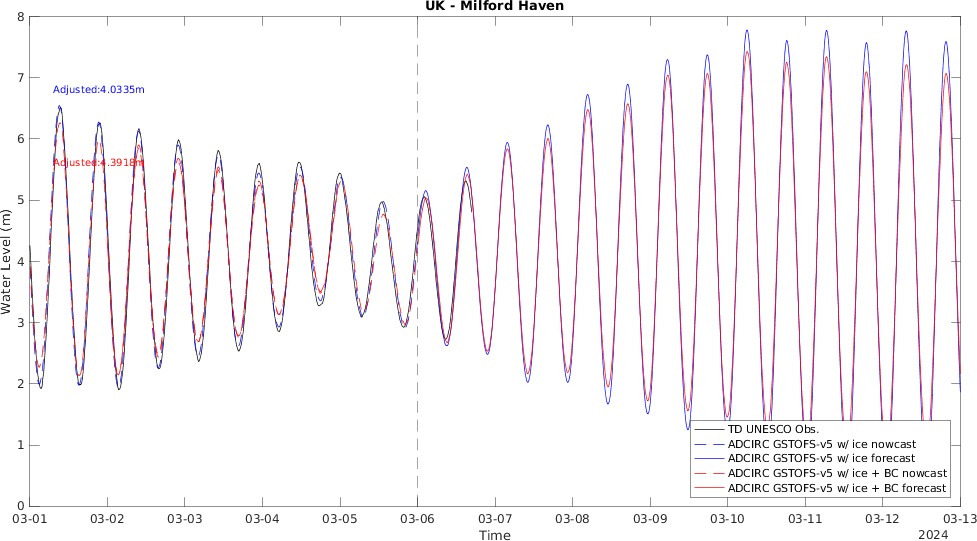 UK - Milford Haven
8
7
6
5
4
3
2
1
0
Water Level (m)
Adjusted:4.0335m
Adjusted:4.3918m
TD UNESCO Obs.
ADCIRC GSTOFS-v5 w/ ice nowcast
ADCIRC GSTOFS-v5 w/ ice forecast
ADCIRC GSTOFS-v5 w/ ice + BC nowcast
ADCIRC GSTOFS-v5 w/ ice + BC forecast
03-01 03-02 03-03 03-04 03-05 03-06 03-07 03-08 03-09 03-10 03-11 03-12 03-13
Time
2024